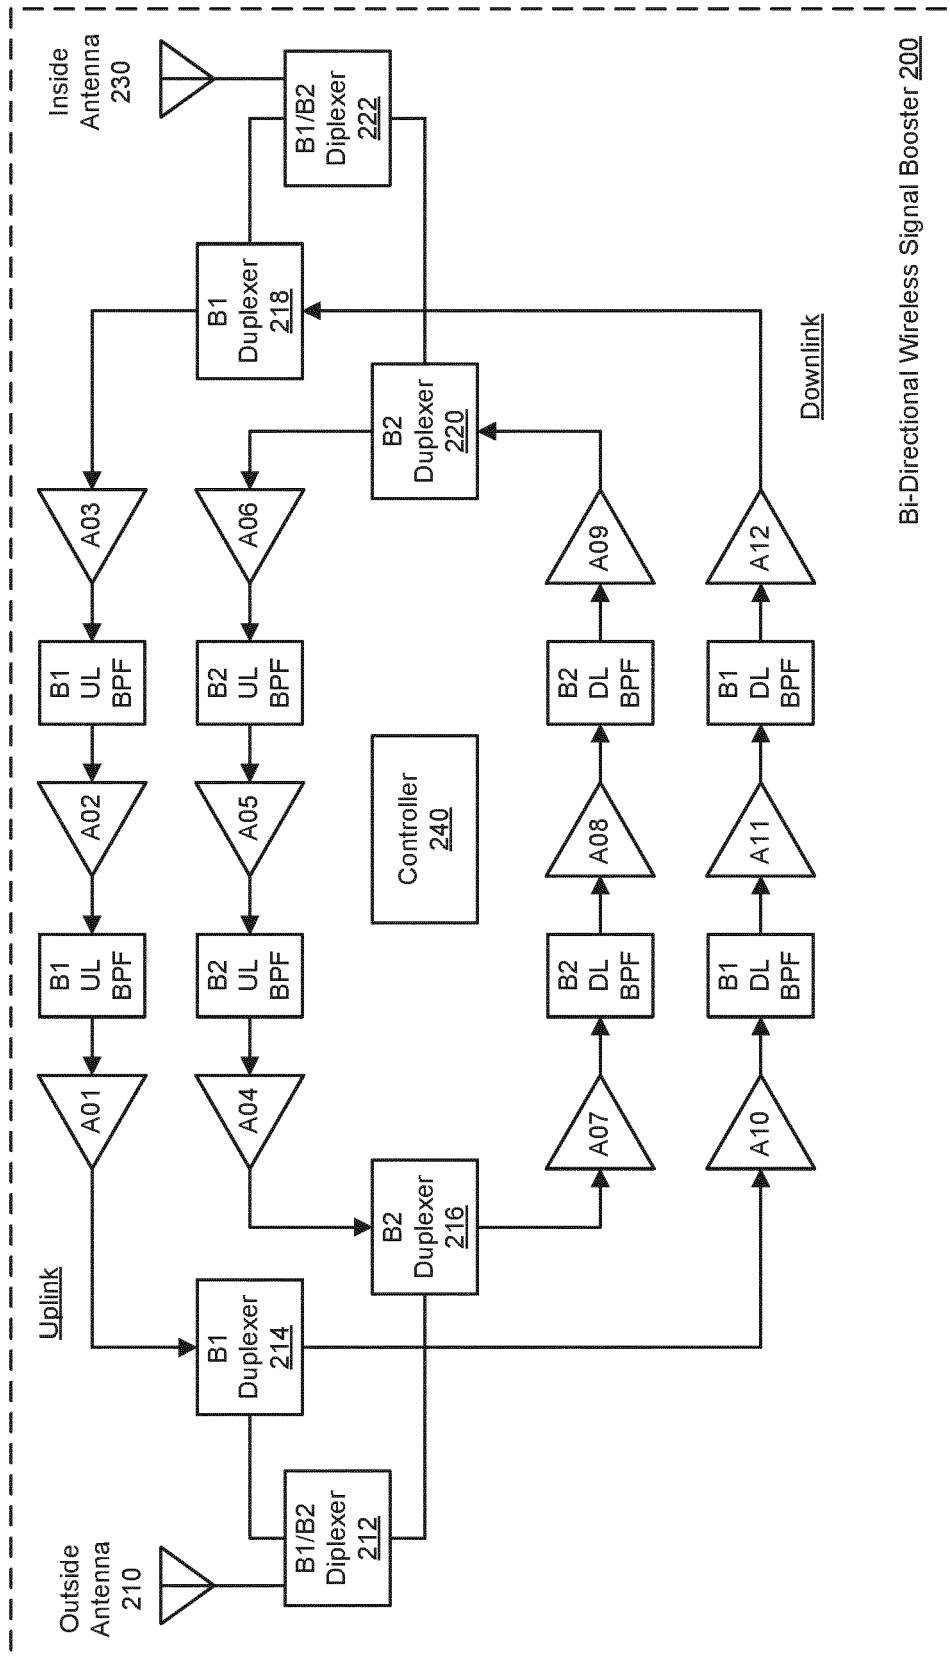 Outside
Antenna
210
Inside
Antenna
230
Uplink
A01
B1
UL
BPF
A02
B1
UL
BPF
A03
B1/B2
Diplexer
212
B1
Duplexer
214
A04
B2
UL
BPF
A05
B2
UL
BPF
A06
B1
Duplexer
218
B1/B2
Diplexer
222
B2
Duplexer
216
Controller
240
B2
Duplexer
220
A07
B2
DL
BPF
A08
B2
DL
BPF
A09
A10
B1
DL
BPF
A11
B1
DL
BPF
A12
Downlink
Bi-Directional Wireless Signal Booster 200